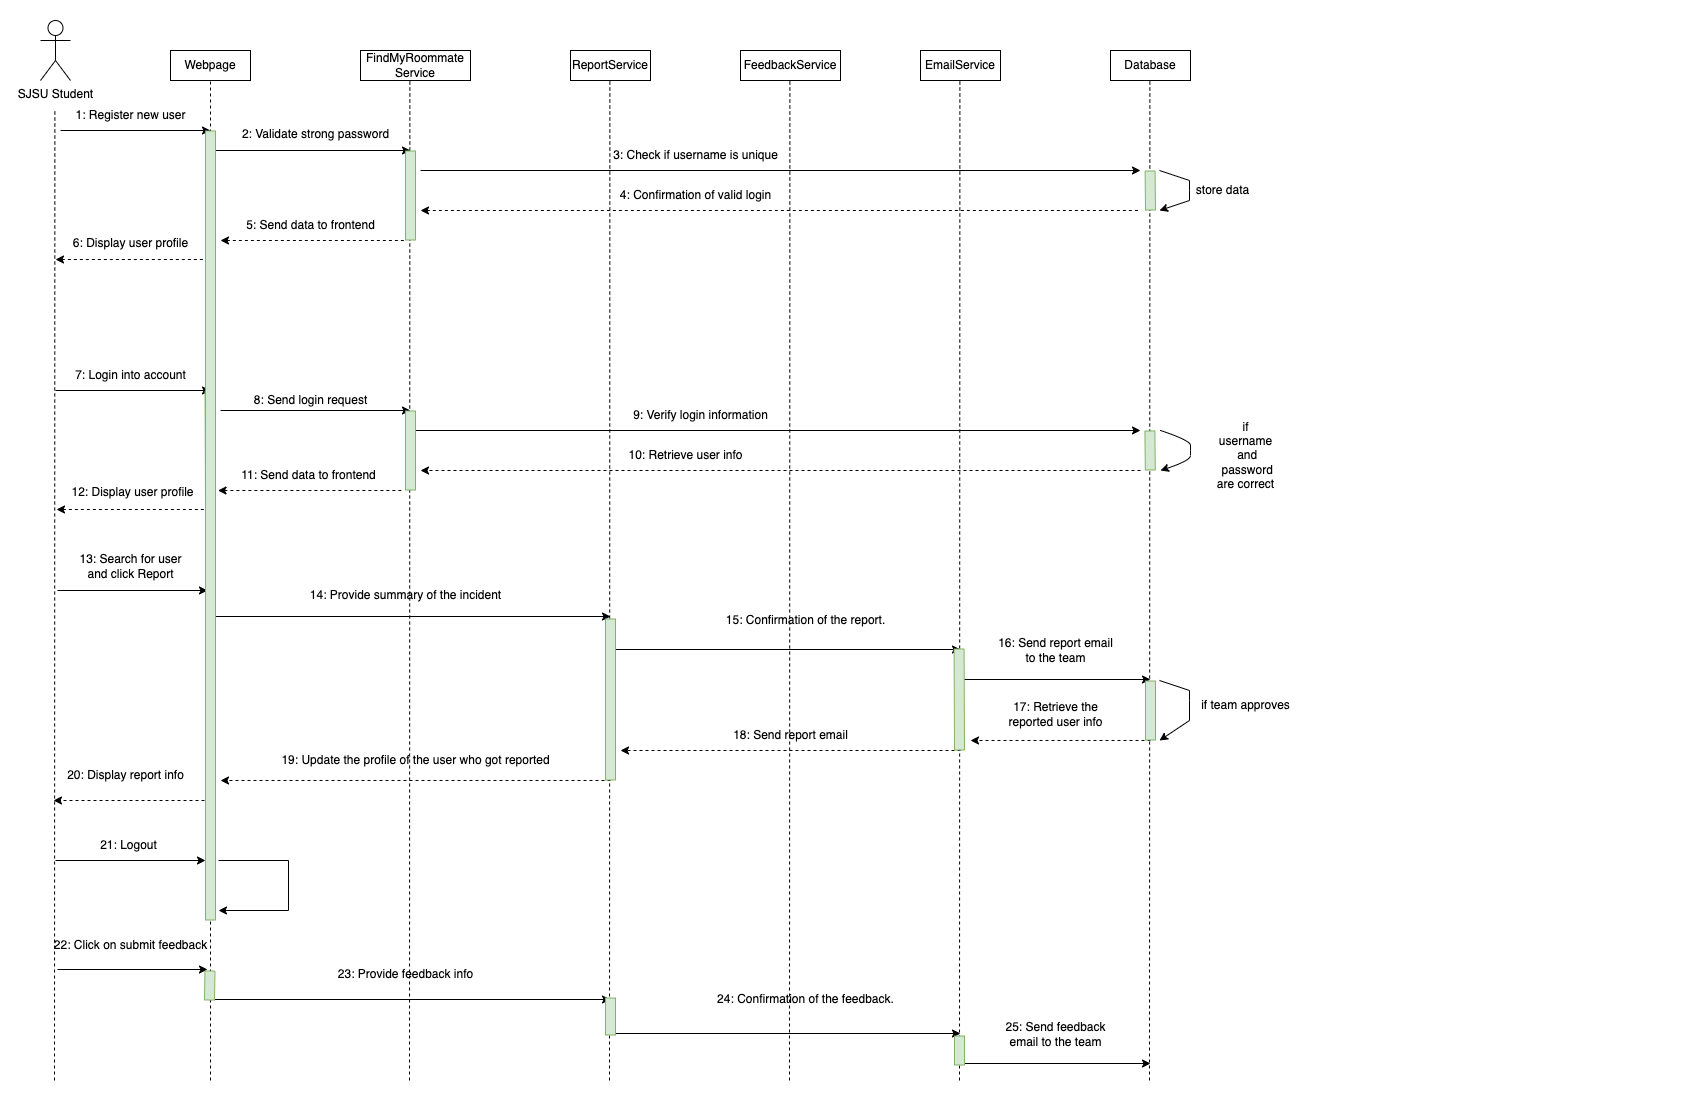 SJSU Student
Webpage
FindMyRoommate
Service
ReportService
FeedbackService
EmailService
Database
1: Register new user
2: Validate strong password
3: Check if username is unique
store data
4: Confirmation of valid login
5: Send data to frontend
6: Display user profile
7: Login into account
8: Send login request
9: Verify login information
if
username
and
password
are correct
10: Retrieve user info
11: Send data to frontend
12: Display user profile
13: Search for user
and click Report
14: Provide summary of the incident
15: Confirmation of the report.
16: Send report email
to the team
if team approves
17: Retrieve the
reported user info
18: Send report email
19: Update the profile of the user who got reported
20: Display report info
21: Logout
22: Click on submit feedback
23: Provide feedback info
24: Confirmation of the feedback.
25: Send feedback
email to the team